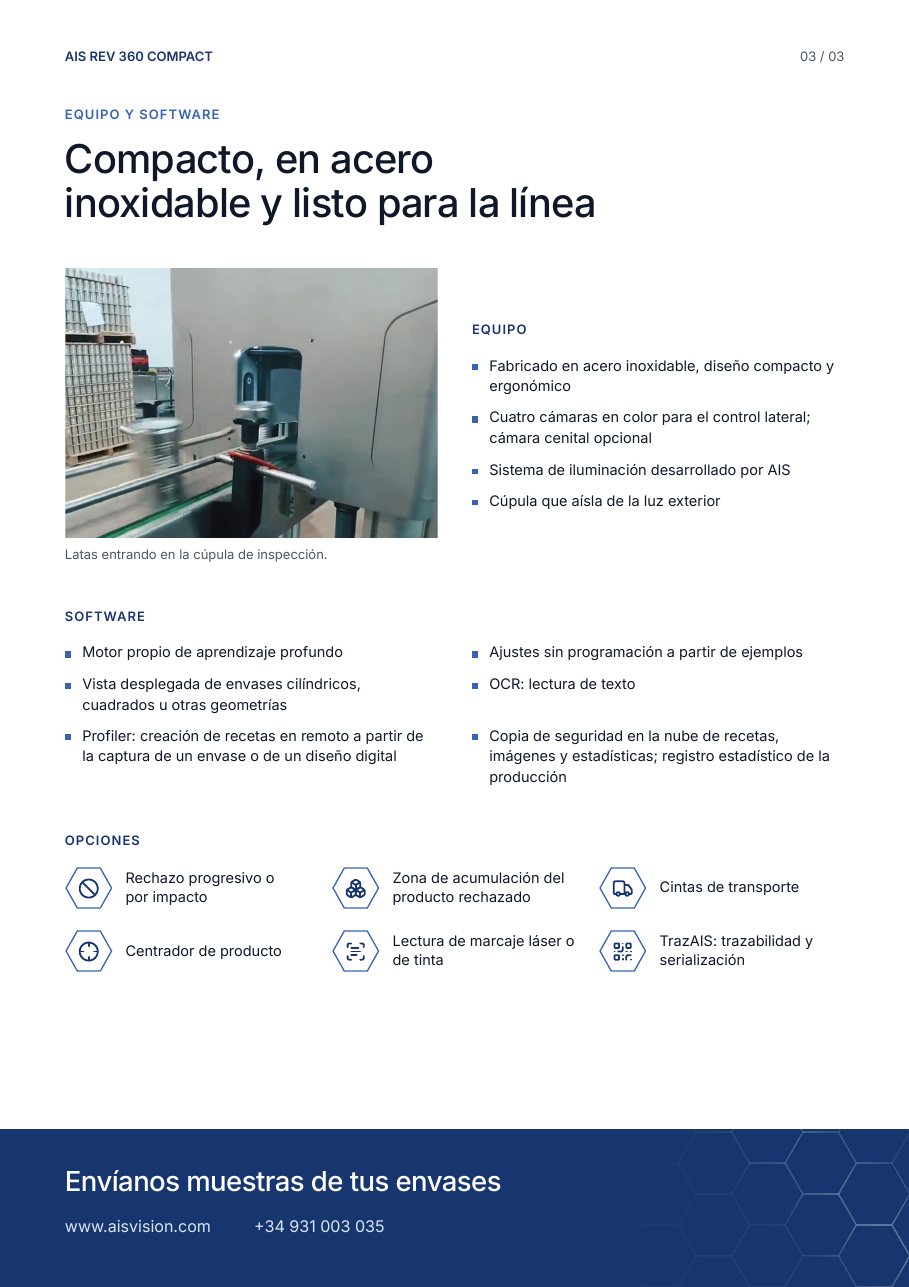 AIS REV 360 COMPACT
03 / 03
EQUIPO Y SOFTWARE
Compacto, en acero
inoxidable y listo para la línea
Latas entrando en la cúpula de inspección.
EQUIPO
Fabricado en acero inoxidable, diseño compacto y
ergonómico
Cuatro cámaras en color para el control lateral;
cámara cenital opcional
Sistema de iluminación desarrollado por AIS
Cúpula que aísla de la luz exterior
SOFTWARE
Motor propio de aprendizaje profundo
Vista desplegada de envases cilíndricos,
cuadrados u otras geometrías
Profiler: creación de recetas en remoto a partir de
la captura de un envase o de un diseño digital
Ajustes sin programación a partir de ejemplos
OCR: lectura de texto
Copia de seguridad en la nube de recetas,
imágenes y estadísticas; registro estadístico de la
producción
OPCIONES
Rechazo progresivo o
por impacto
Zona de acumulación del
producto rechazado
Cintas de transporte
Centrador de producto
Lectura de marcaje láser o
de tinta
TrazAIS: trazabilidad y
serialización
Envíanos muestras de tus envases
www.aisvision.com
+34 931 003 035